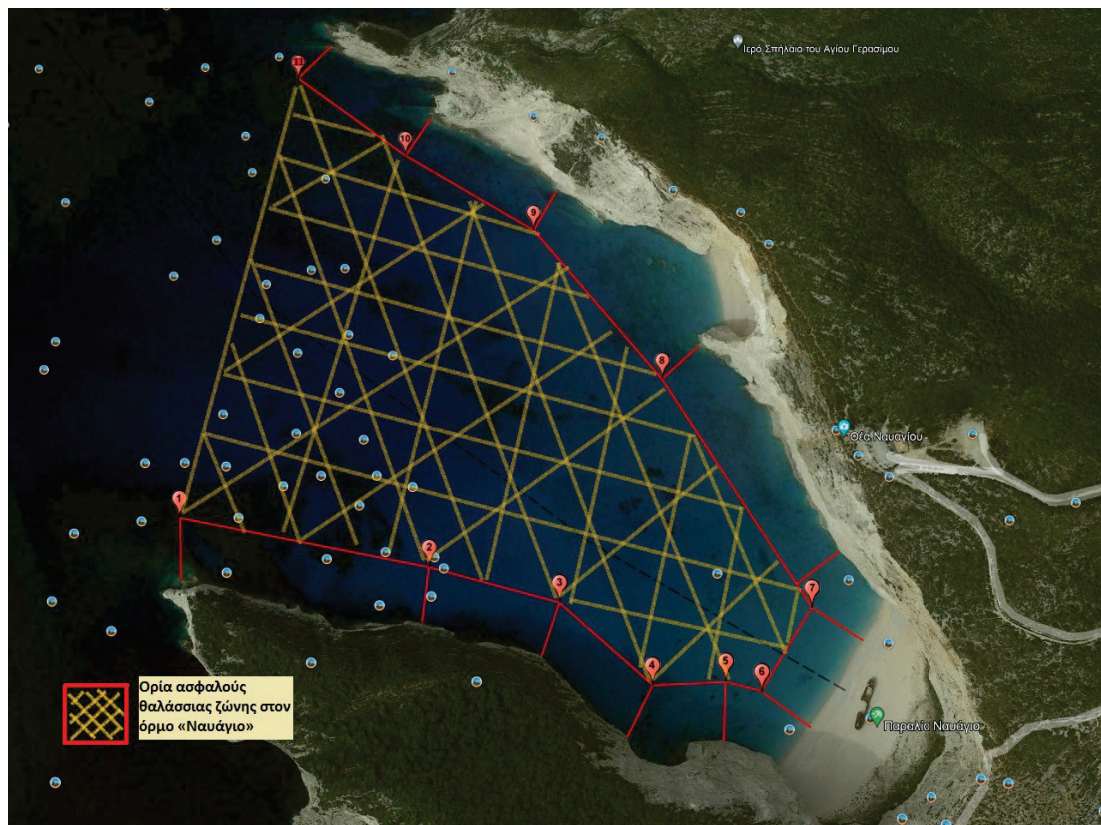 Ιερό Σπήλαιο του Αγίου Γερασίμου
11
10
9
8
Θέα Ναυαγίου
1
2
3
7
4
5
6
Παραλία Ναυάγιο
Ορία ασφαλούς
θαλάσσιας ζώνης στον
όρμο «Ναυάγιο»